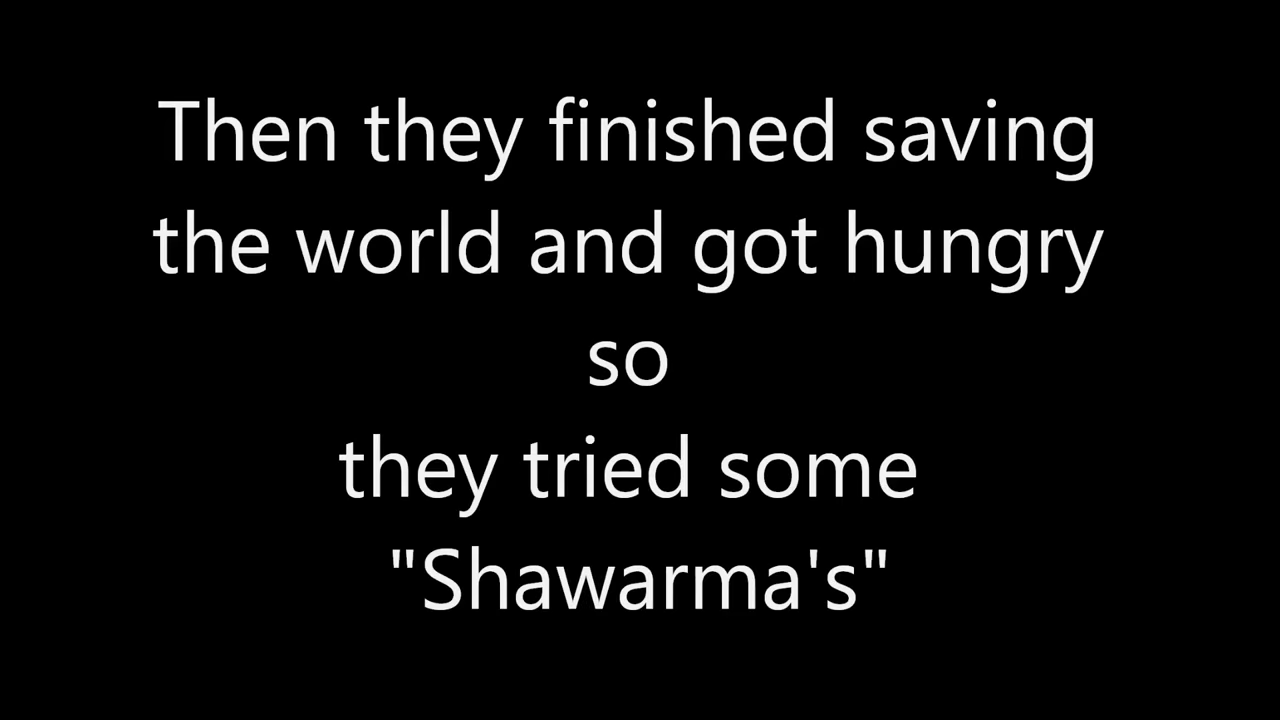 Then they finished saving
the world and got hungry
so
they tried some
"Shawarma's"